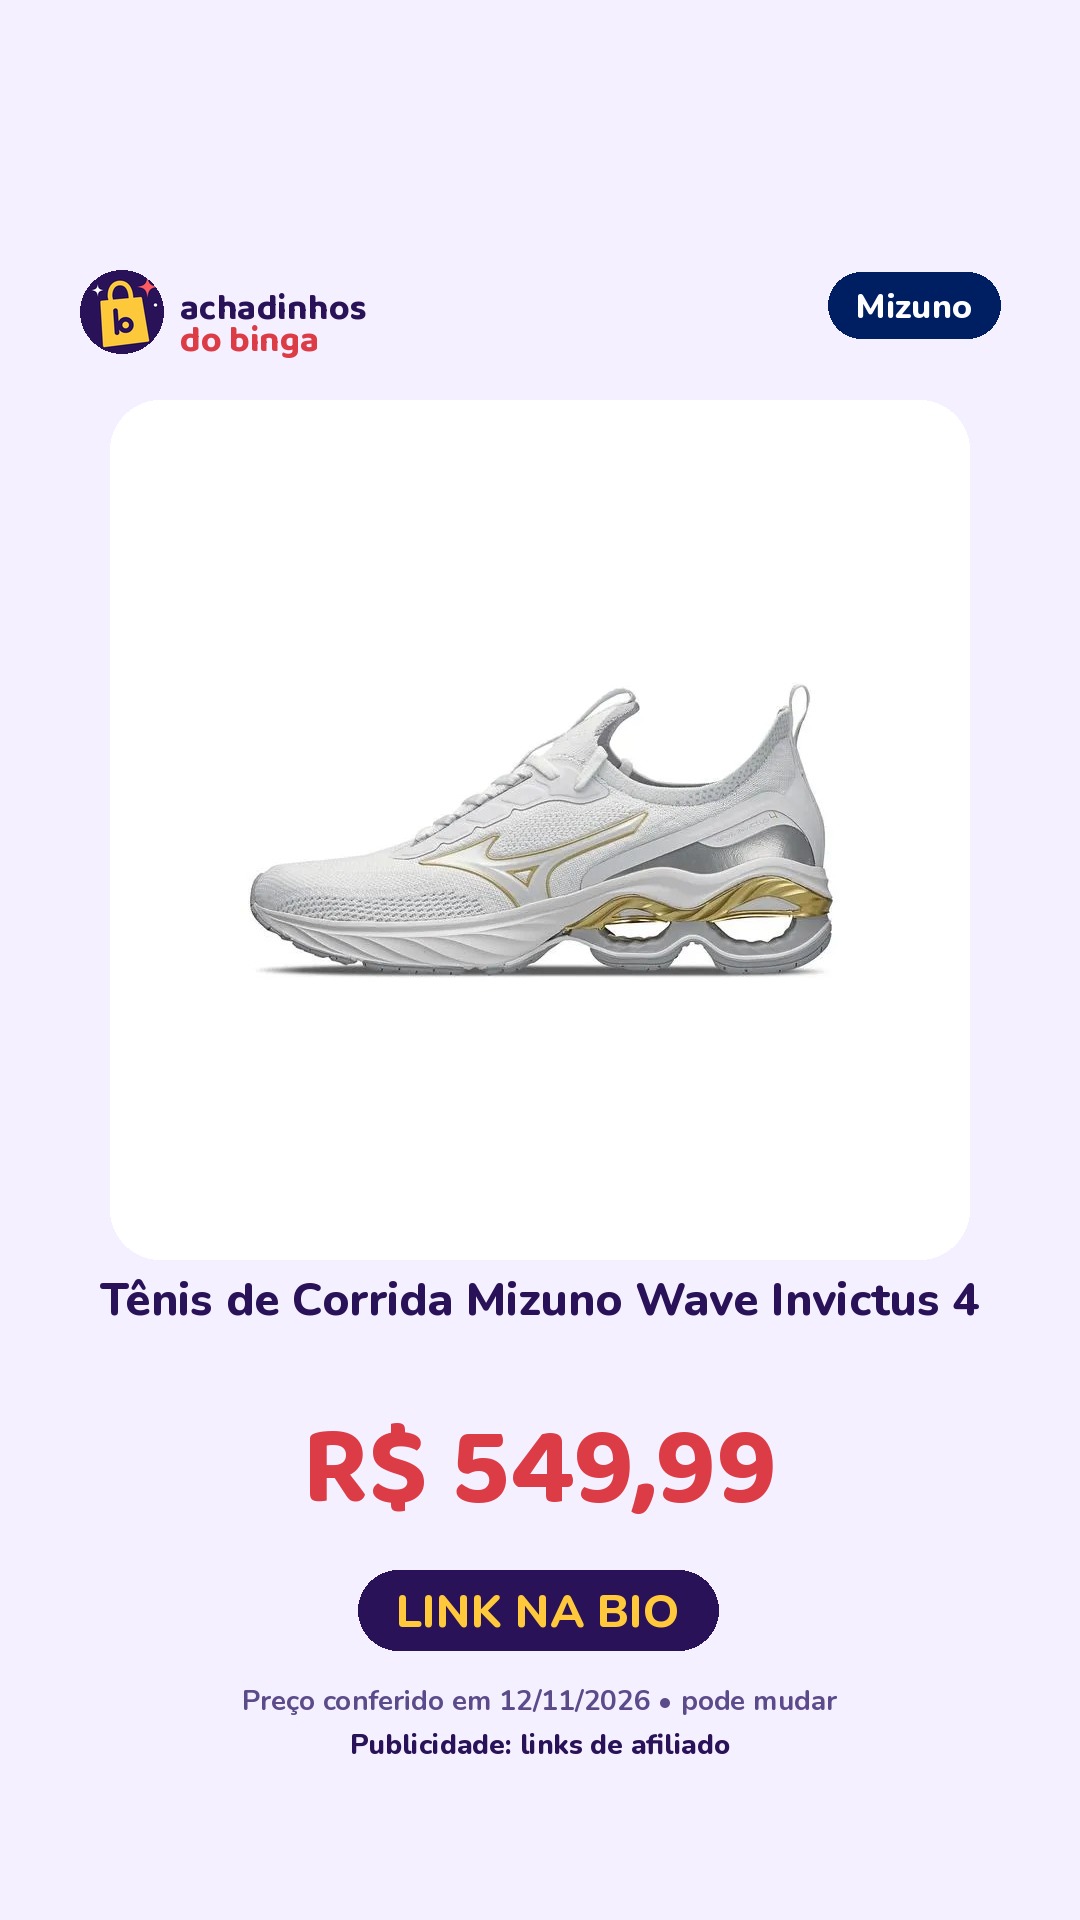 achadinhos
do binga
Mizuno
Tênis de Corrida Mizuno Wave Invictus 4
R$ 549,99
LINK NA BIO
Preço conferido em 12/11/2026 • pode mudar
Publicidade: links de afiliado